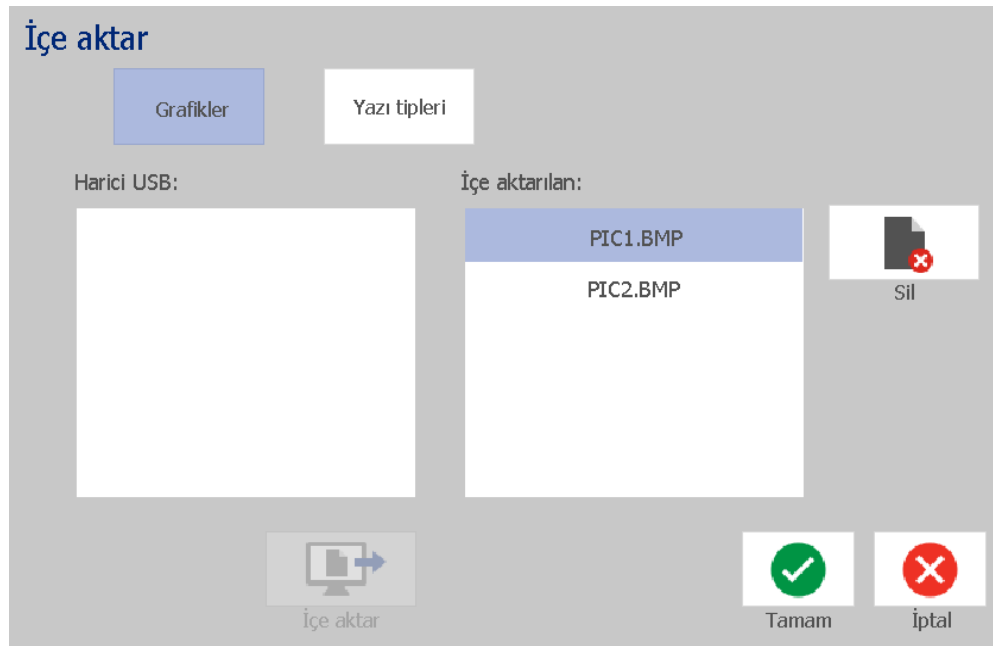 İçe aktar
Grafikler
Yazı tipleri
Harici USB:
İçe aktarılan:
PIC1.BMP
PIC2.BMP
Sil
İçe aktar
Tamam
İptal